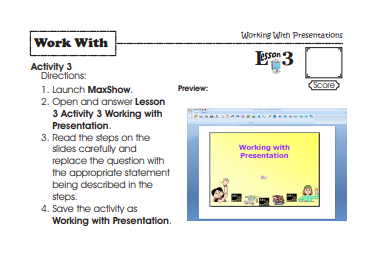 Working With Presentations
Work With
Lesson 3
Score
Activity 3
Directions:
Preview:
1. Launch MaxShow.
2. Open and answer Lesson
3 Activity 3 Working with
Presentation.
3. Read the steps on the
slides carefully and
replace the question with
the appropriate statement
being described in the
steps.
4. Save the activity as
Working with Presentation.
Working with
Presentation
By: